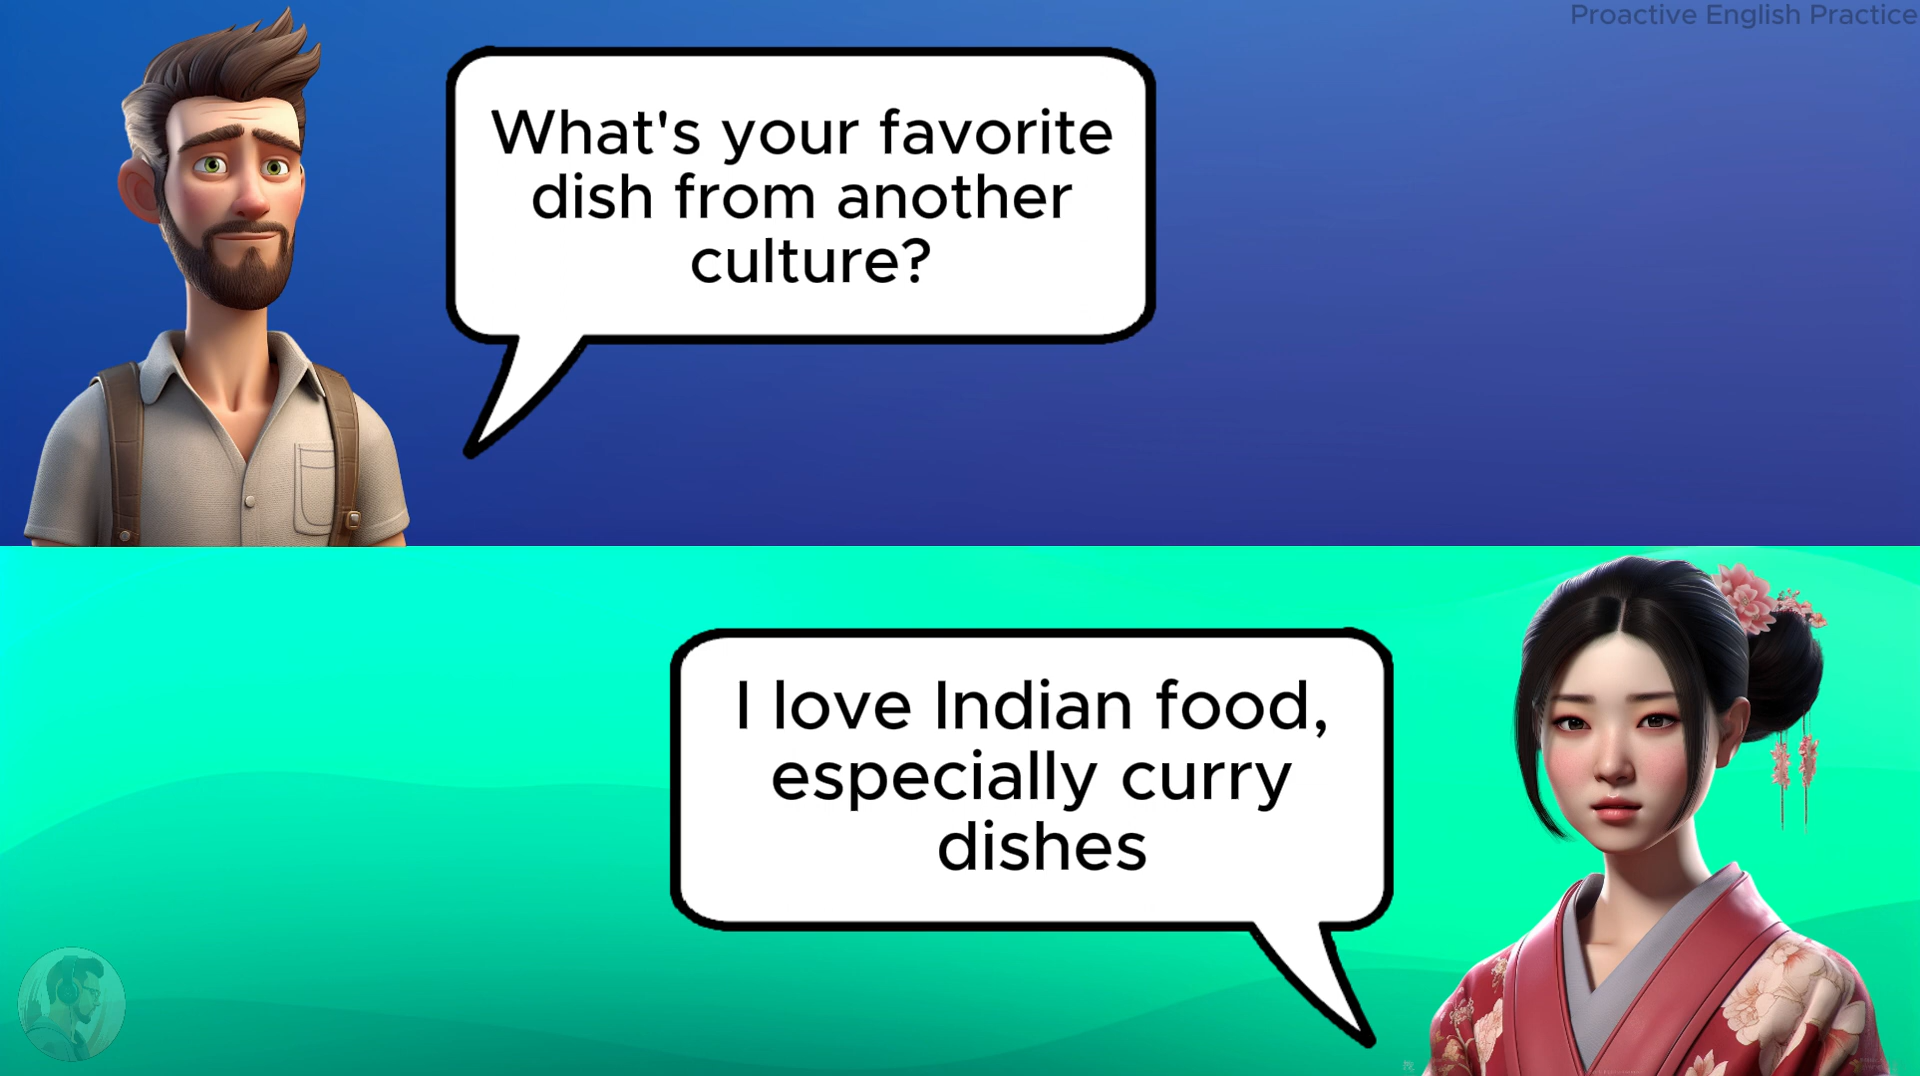 Proactive English Practice
What's your favorite
dish from another
culture?
I love Indian food,
especially curry
dishes